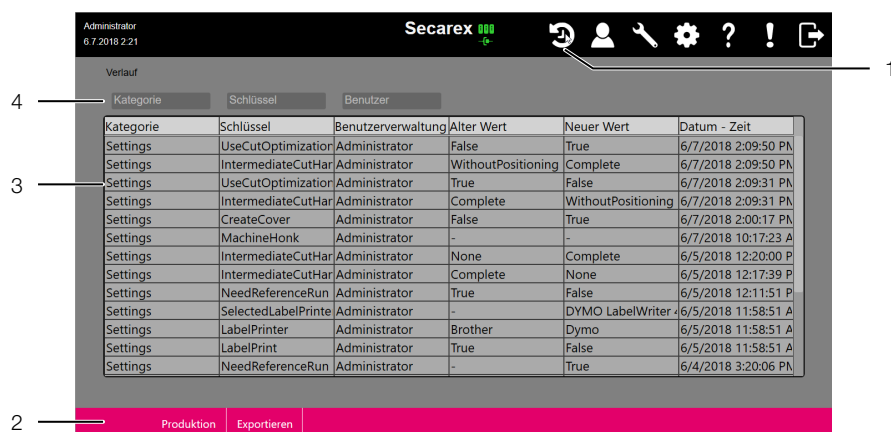 Administrator
6.7.2018 2:21
Secarex
1
Verlauf
4
Kategorie Schlüssel Benutzer
Kategorie Schlüssel Benutzerverwaltung Alter Wert Neuer Wert Datum - Zeit
Settings UseCutOptimization Administrator False True 6/7/2018 2:09:50 PM
Settings IntermediateCutHar Administrator WithoutPositioning Complete 6/7/2018 2:09:50 PM
3
Settings UseCutOptimization Administrator True False 6/7/2018 2:09:31 PM
Settings IntermediateCutHar Administrator Complete WithoutPositioning 6/7/2018 2:09:31 PM
Settings CreateCover Administrator False True 6/7/2018 2:00:17 PM
Settings MachineHonk Administrator - - 6/7/2018 10:17:23 A
Settings IntermediateCutHar Administrator None Complete 6/5/2018 12:20:00 P
Settings IntermediateCutHar Administrator Complete None 6/5/2018 12:17:39 P
Settings NeedReferenceRun Administrator True False 6/5/2018 12:11:51 P
Settings SelectedLabelPrinte Administrator - DYMO LabelWriter 4 6/5/2018 11:58:51 A
Settings LabelPrinter Administrator Brother Dymo 6/5/2018 11:58:51 A
Settings LabelPrint Administrator True False 6/5/2018 11:58:51 A
Settings NeedReferenceRun Administrator - True 6/4/2018 3:20:06 PM
2
Produktion Exportieren